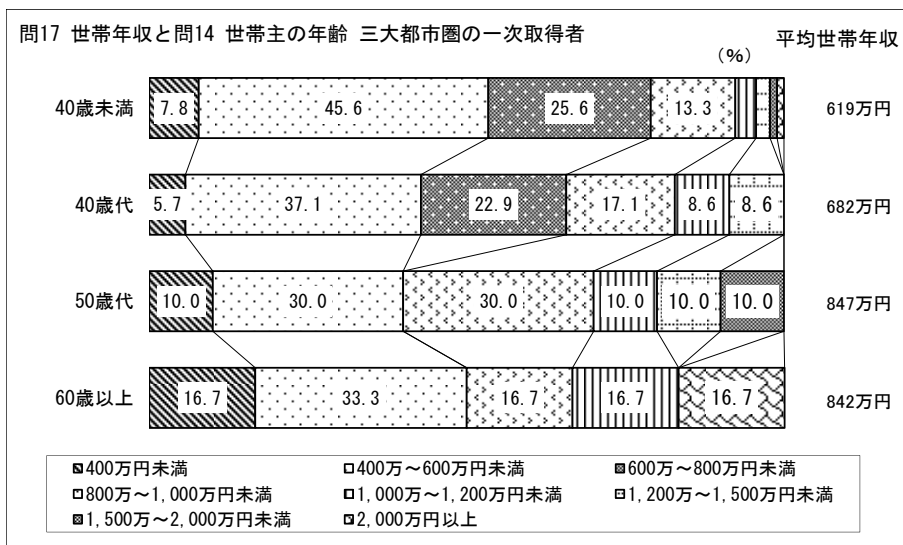 問17 世帯年収と問14 世帯主の年齢 三大都市圏の一次取得者
(%) 平均世帯年収
40歳未満 7.8 45.6 25.6 13.3 619万円
40歳代 5.7 37.1 22.9 17.1 8.6 8.6 682万円
50歳代 10.0 30.0 30.0 10.0 10.0 10.0 847万円
60歳以上 16.7 33.3 16.7 16.7 16.7 842万円
400万円未満 400万～600万円未満 600万～800万円未満
800万～1,000万円未満 1,000万～1,200万円未満 1,200万～1,500万円未満
1,500万～2,000万円未満 2,000万円以上